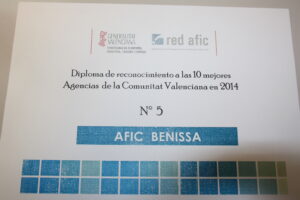 GENERALITAT
VALENCIANA
red afic
Diploma de reconocimiento a las 10 mejores
Agencias de la Comunitat Valenciana en 2014
Nº 5
AFIC BENISSA